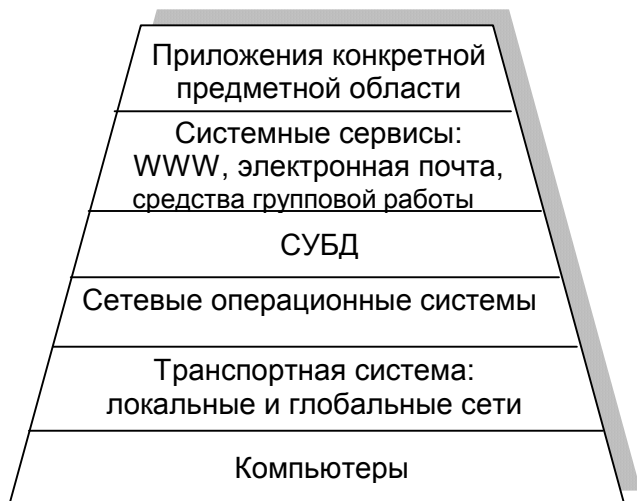 Приложения конкретной
предметной области
Системные сервисы:
WWW, электронная почта,
средства групповой работы
СУБД
Сетевые операционные системы
Транспортная система:
локальные и глобальные сети
Компьютеры